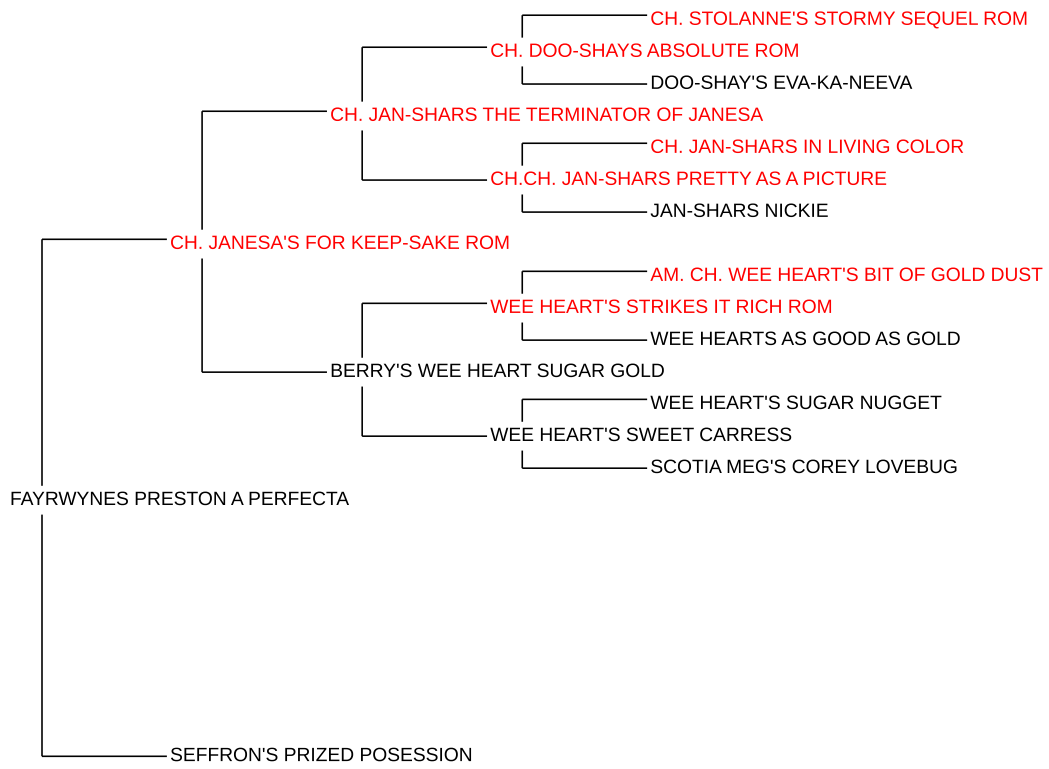 CH. STOLANNE'S STORMY SEQUEL ROM
CH. DOO-SHAYS ABSOLUTE ROM
DOO-SHAY'S EVA-KA-NEEVA
CH. JAN-SHARS THE TERMINATOR OF JANESA
CH. JAN-SHARS IN LIVING COLOR
CH.CH. JAN-SHARS PRETTY AS A PICTURE
JAN-SHARS NICKIE
CH. JANESA'S FOR KEEP-SAKE ROM
AM. CH. WEE HEART'S BIT OF GOLD DUST
WEE HEART'S STRIKES IT RICH ROM
WEE HEARTS AS GOOD AS GOLD
BERRY'S WEE HEART SUGAR GOLD
WEE HEART'S SUGAR NUGGET
WEE HEART'S SWEET CARRESS
SCOTIA MEG'S COREY LOVEBUG
FAYRWYNES PRESTON A PERFECTA
SEFFRON'S PRIZED POSESSION